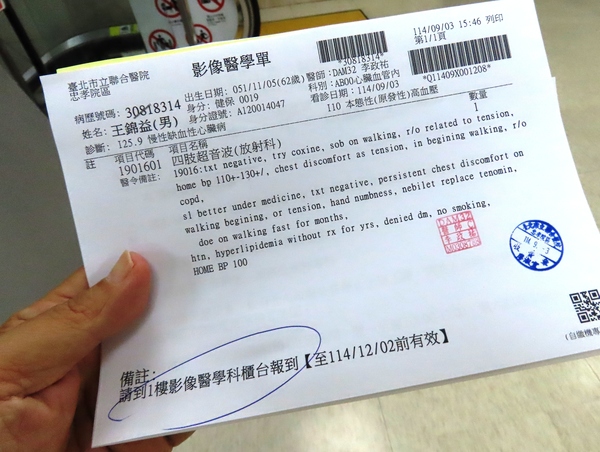 114/09/03 15:46 列印
第1/1頁
臺北市立聯合醫院
忠孝院區
影像醫學單
*30818314*
*Q11409X001208*
病歷號碼: 30818314
出生日期: 051/11/05(62歲)
醫師: DAM32 李政祐
姓名: 王錦益(男)
身分: 健保 0019
科別: AB00心臟血管內
身分證號: A120014047
看診日期: 114/09/03
診斷: 125.9 慢性缺血性心臟病
I10 本態性(原發性)高血壓
註 項目代碼 項目名稱 數量
1901601 四肢超音波(放射科) 1
醫令備註: 19016:txt negative, try coxine, sob on walking, r/o related to tension,
home bp 110+-130+/, chest discomfort as tension, in begining walking, r/o
copd,
s1 better under medicine, txt negative, persistent chest discomfort on
walking begining, or tension, hand numbness, nebilet replace tenomin,
doe on walking fast for months,
htn, hyperlipidemia without rx for yrs, denied dm, no smoking,
HOME BP 100
DAM32
備註:
請到1樓影像醫學科櫃台報到【至114/12/02前有效】